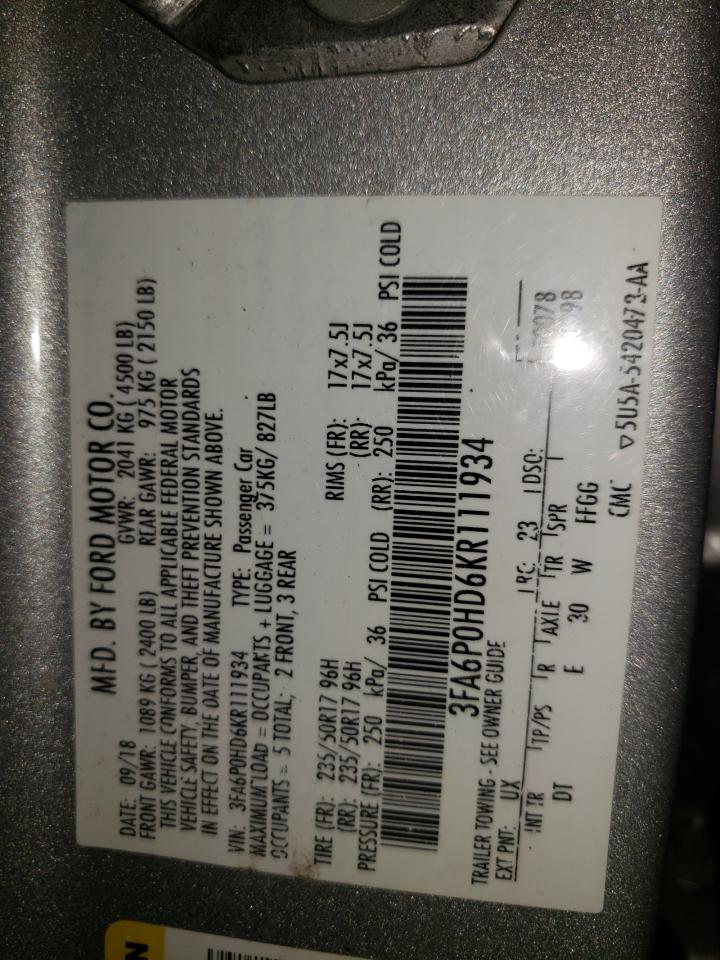 MFD. BY FORD MOTOR CO.
DATE: 09/18 GVWR: 2041 KG ( 4500 LB)
FRONT GAWR: 1089 KG ( 2400 LB) REAR GAWR: 975 KG ( 2150 LB)
THIS VEHICLE CONFORMS TO ALL APPLICABLE FEDERAL MOTOR
VEHICLE SAFETY, BUMPER, AND THEFT PREVENTION STANDARDS
IN EFFECT ON THE DATE OF MANUFACTURE SHOWN ABOVE.
VIN: 3FA6P0HD6KR111934 TYPE: Passenger Car
MAXIMUM LOAD = OCCUPANTS + LUGGAGE = 375KG/ 827LB
OCCUPANTS = 5 TOTAL; 2 FRONT, 3 REAR
TIRE (FR): 235/50R17 96H RIMS (FR): 17x7.5J
(RR): 235/50R17 96H (RR): 17x7.5J
PRESSURE (FR): 250 kPa/ 36 PSI COLD (RR): 250 kPa/ 36 PSI COLD
3FA6P0HD6KR111934
TRAILER TOWING - SEE OWNER GUIDE
EXT PNT: UX RC: 23 DSO:
INT TR TP/PS R AXLE TR SPR
DT E 30 W FFGG
CMC
5U5A-5420472-AA